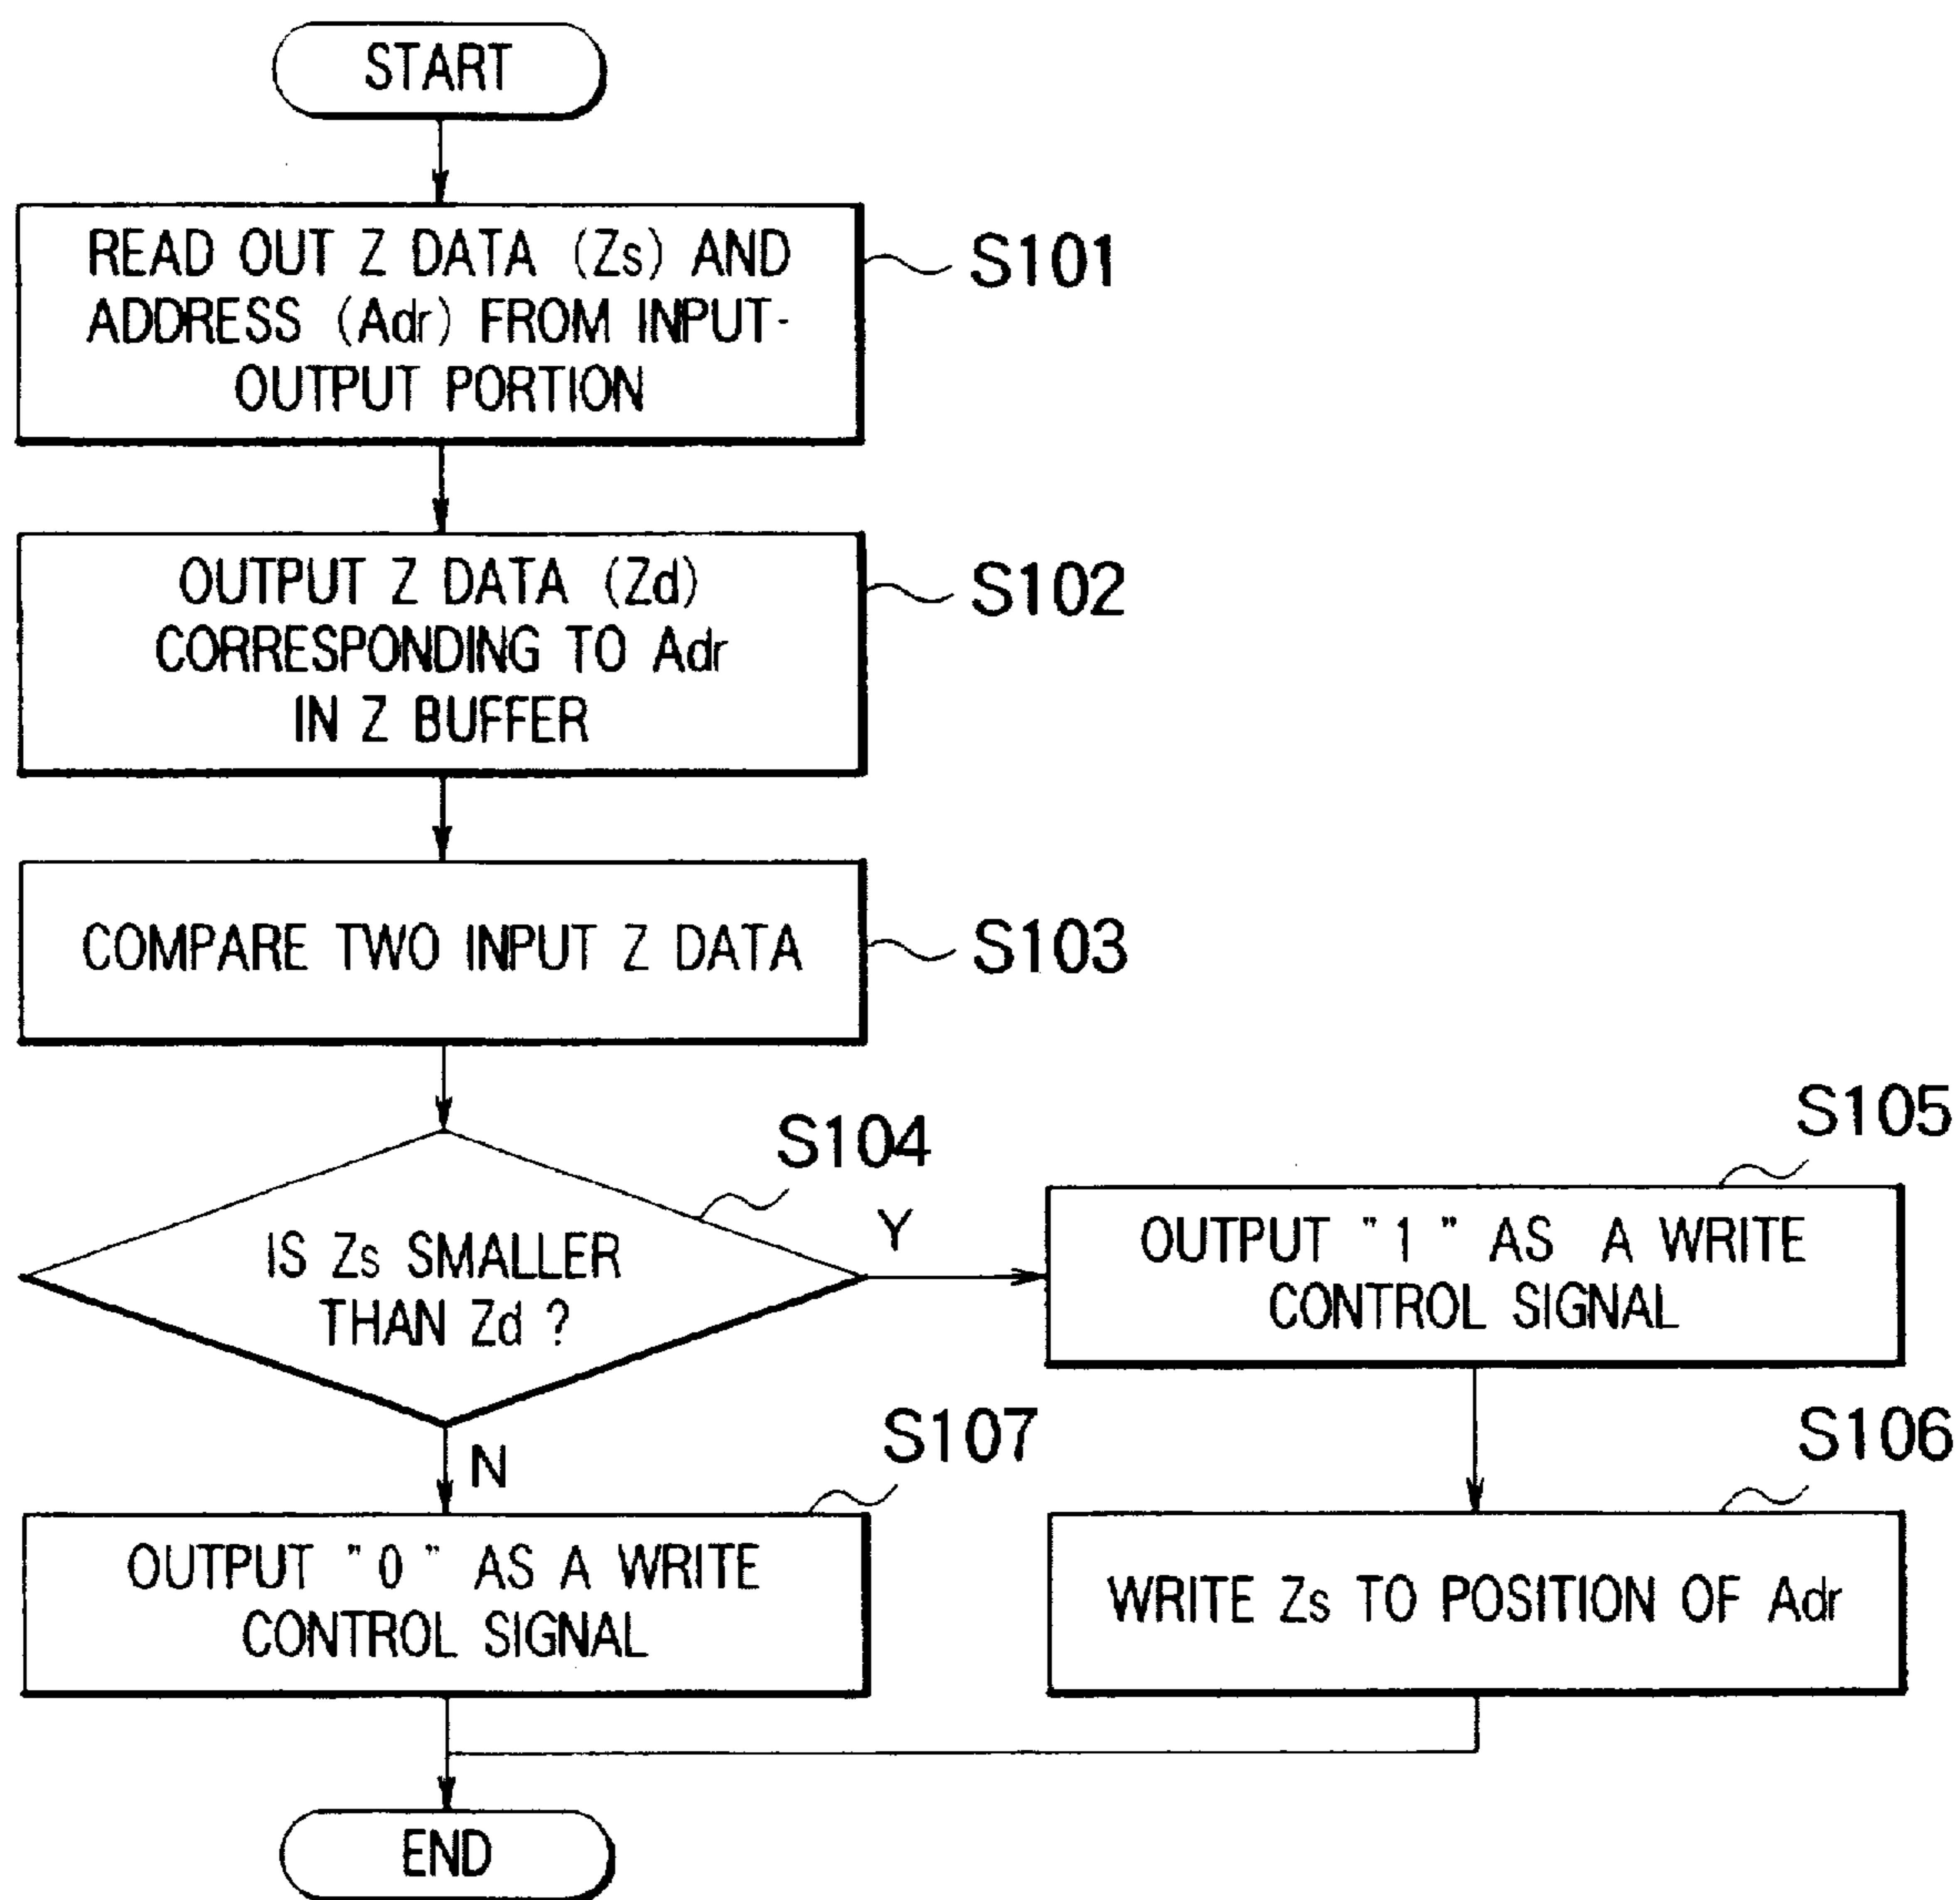 START
READ OUT Z DATA (Zs) AND
ADDRESS (Adr) FROM INPUT-
OUTPUT PORTION
S101
OUTPUT Z DATA (Zd)
CORRESPONDING TO Adr
IN Z BUFFER
S102
COMPARE TWO INPUT Z DATA
S103
IS Zs SMALLER
THAN Zd ?
S104
Y
N
OUTPUT "1" AS A WRITE
CONTROL SIGNAL
S105
WRITE Zs TO POSITION OF Adr
S106
OUTPUT "0" AS A WRITE
CONTROL SIGNAL
S107
END